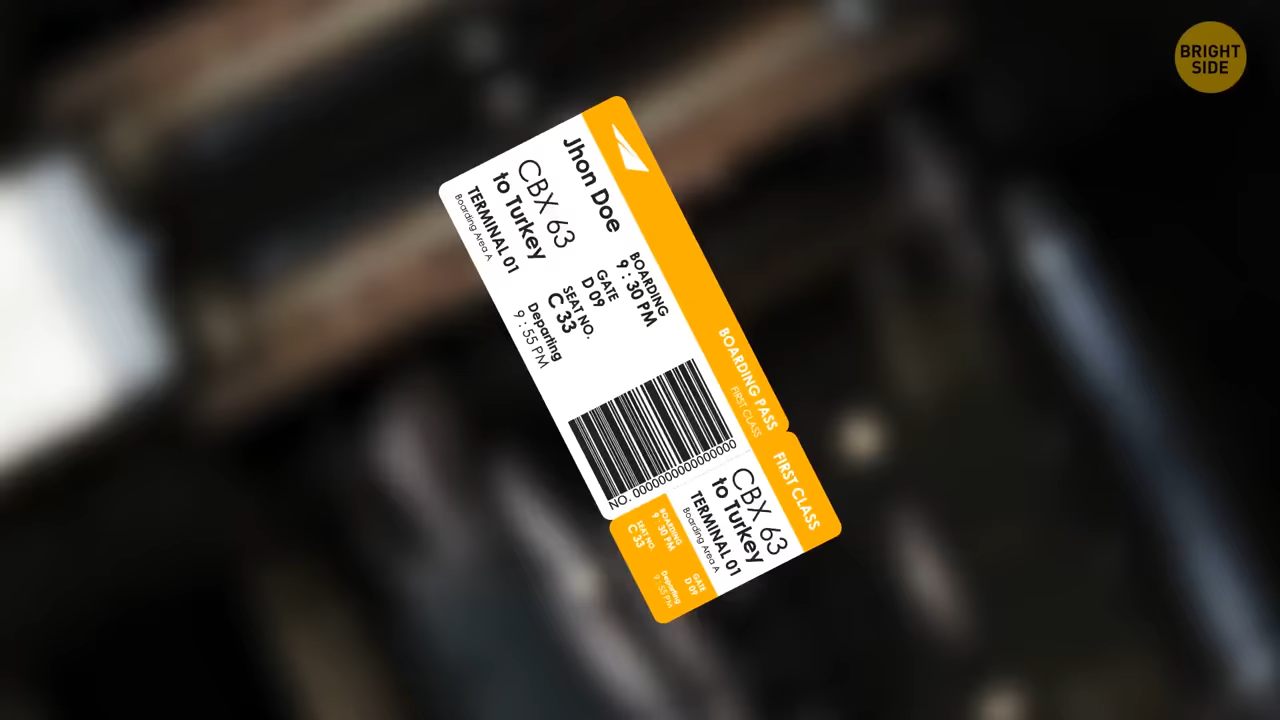 BRIGHT
SIDE
BOARDING PASS
FIRST CLASS
Jhon Doe
CBX 63
to Turkey
TERMINAL 01
Boarding Area A
BOARDING
9 : 30 PM
GATE
D 09
SEAT NO.
C 33
Departing
9 : 55 PM
NO. 000000000000000
FIRST CLASS
CBX 63
to Turkey
TERMINAL 01
Boarding Area A
BOARDING
9 : 30 PM
SEAT NO.
C 33
GATE
D 09
Departing
9 : 55 PM